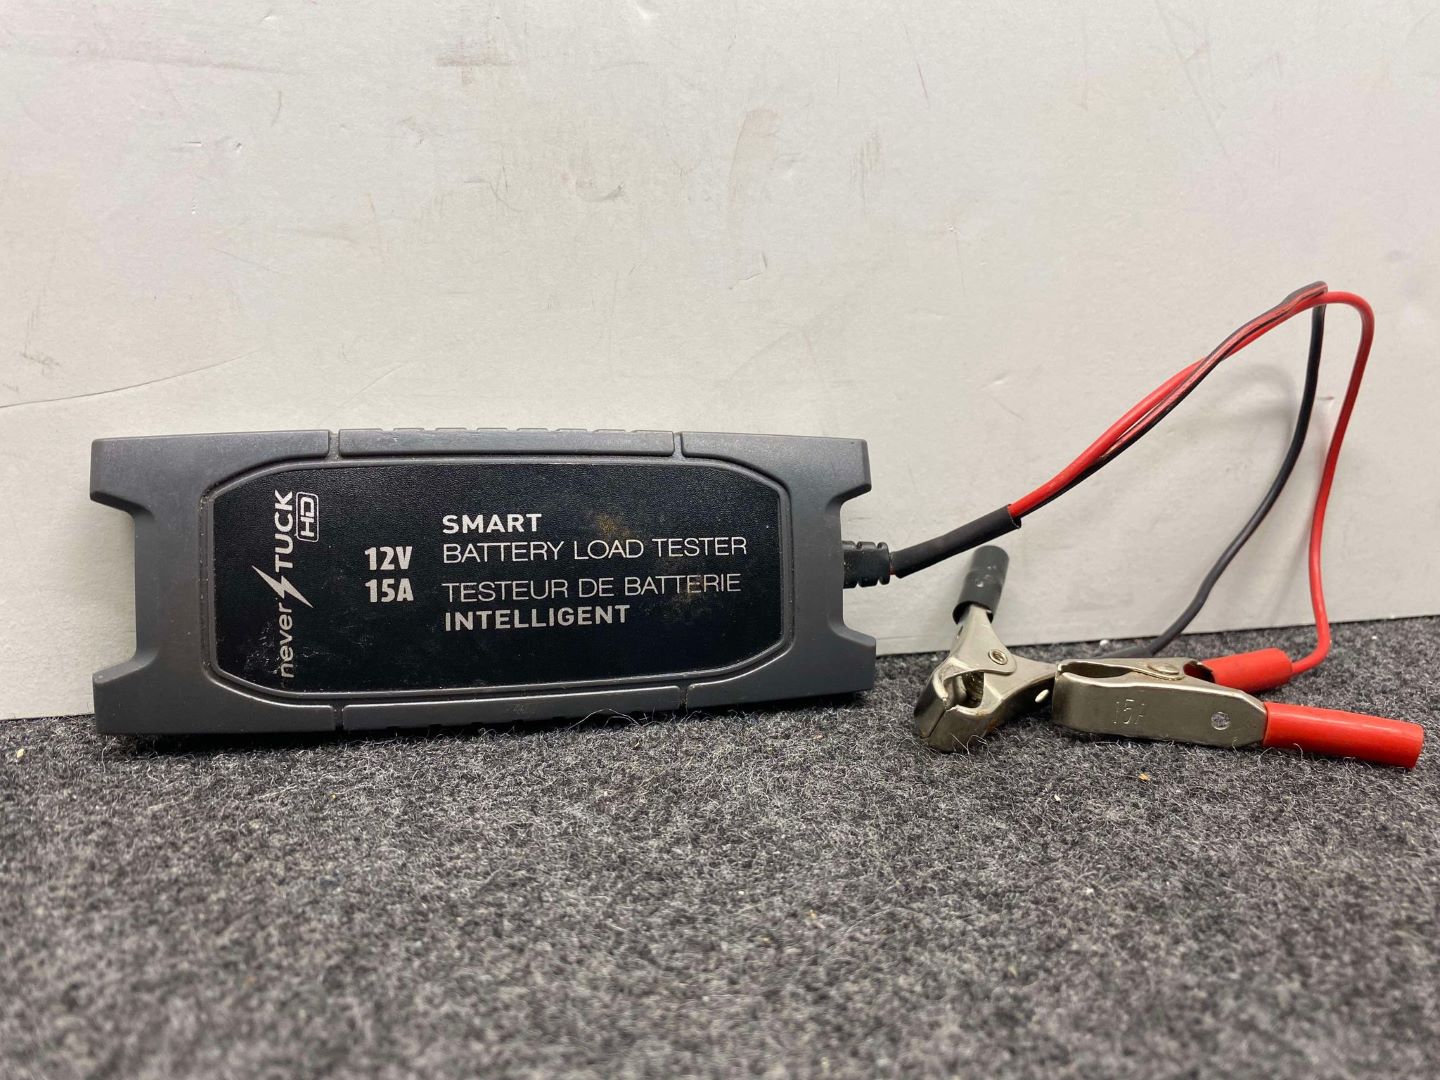 never STUCK
HD
12V
15A
SMART
BATTERY LOAD TESTER
TESTEUR DE BATTERIE
INTELLIGENT
15A